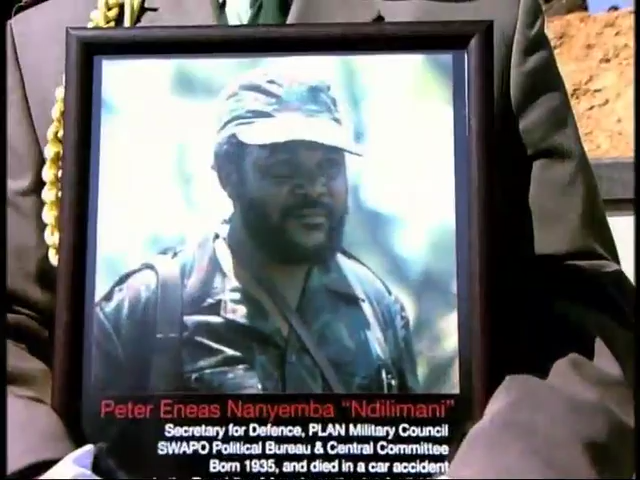 Peter Eneas Nanyemba "Ndilimani"
Secretary for Defence, PLAN Military Council
SWAPO Political Bureau & Central Committee
Born 1935, and died in a car accident